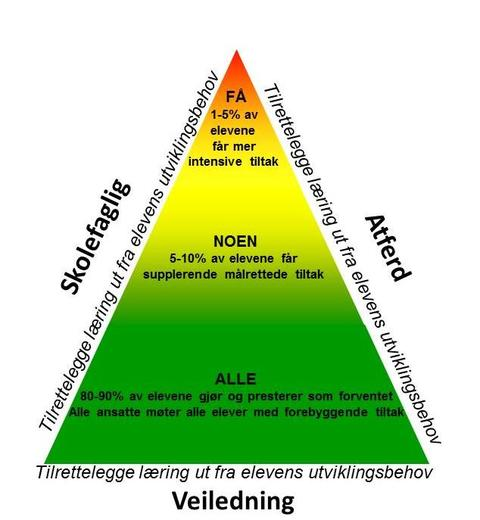 FÅ
1-5% av
elevene
får mer
intensive tiltak
NOEN
5-10% av elevene får
supplerende målrettede tiltak
ALLE
80-90% av elevene gjør og presterer som forventet
Alle ansatte møter alle elever med forebyggende tiltak
Skolefaglig
Tilrettelegge læring ut fra elevens utviklingsbehov
Atferd
Tilrettelegge læring ut fra elevens utviklingsbehov
Tilrettelegge læring ut fra elevens utviklingsbehov
Veiledning